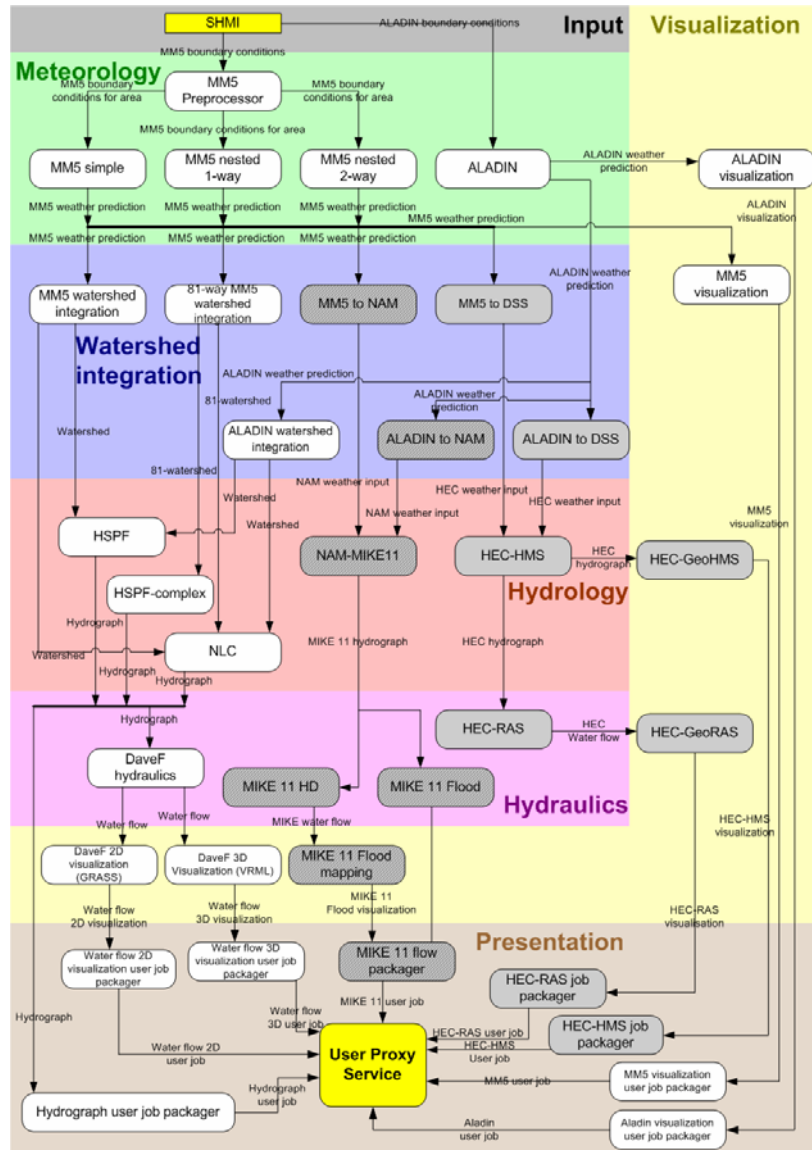 SHMI
ALADIN boundary conditions
Input
Visualization
MM5 boundary conditions
Meteorology
MM5 boundary
conditions for area
MM5
Preprocessor
MM5 boundary
conditions for area
MM5 boundary conditions for area
MM5 simple
MM5 nested
1-way
MM5 nested
2-way
ALADIN
ALADIN weather
prediction
ALADIN
visualization
MM5 weather prediction
MM5 weather prediction
MM5 weather prediction
MM5 weather prediction
ALADIN
visualization
MM5 weather prediction
MM5 weather prediction
MM5 weather prediction
ALADIN weather
prediction
MM5 visualization
MM5 watershed
integration
81-way MM5
watershed
integration
MM5 to NAM
MM5 to DSS
Watershed
integration
ALADIN weather prediction
ALADIN weather
prediction
81-watershed
Watershed
ALADIN watershed
integration
ALADIN to NAM
ALADIN to DSS
81-watershed
NAM weather input
HEC weather input
Watershed
HEC weather input
NAM weather input
Watershed
MM5
visualization
HSPF
NAM-MIKE11
HEC-HMS
HEC
hydrograph
HEC-GeoHMS
HSPF-complex
Hydrology
Hydrograph
MIKE 11 hydrograph
HEC hydrograph
NLC
Watershed
Hydrograph
Hydrograph
Hydrograph
HEC-RAS
HEC
Water flow
HEC-GeoRAS
DaveF
hydraulics
MIKE 11 HD
MIKE 11 Flood
Hydraulics
Water flow
Water flow
MIKE water flow
HEC-HMS
visualization
DaveF 2D
visualization
(GRASS)
DaveF 3D
Visualization (VRML)
MIKE 11 Flood
mapping
MIKE 11
Flood visualization
Water flow
2D visualization
Water flow
3D visualization
HEC-RAS
visualisation
Presentation
Water flow 2D
visualization user job
packager
Water flow 3D
visualization user job
packager
MIKE 11 flow
packager
HEC-RAS job
packager
Hydrograph
Water flow
3D user job
MIKE 11 user job
HEC-RAS user job
HEC-HMS job
packager
HEC-HMS
User job
Water flow 2D
user job
User Proxy
Service
MM5 user job
MM5 visualization
user job packager
Hydrograph user job packager
Hydrograph
user job
Aladin
user job
Aladin visualization
user job packager